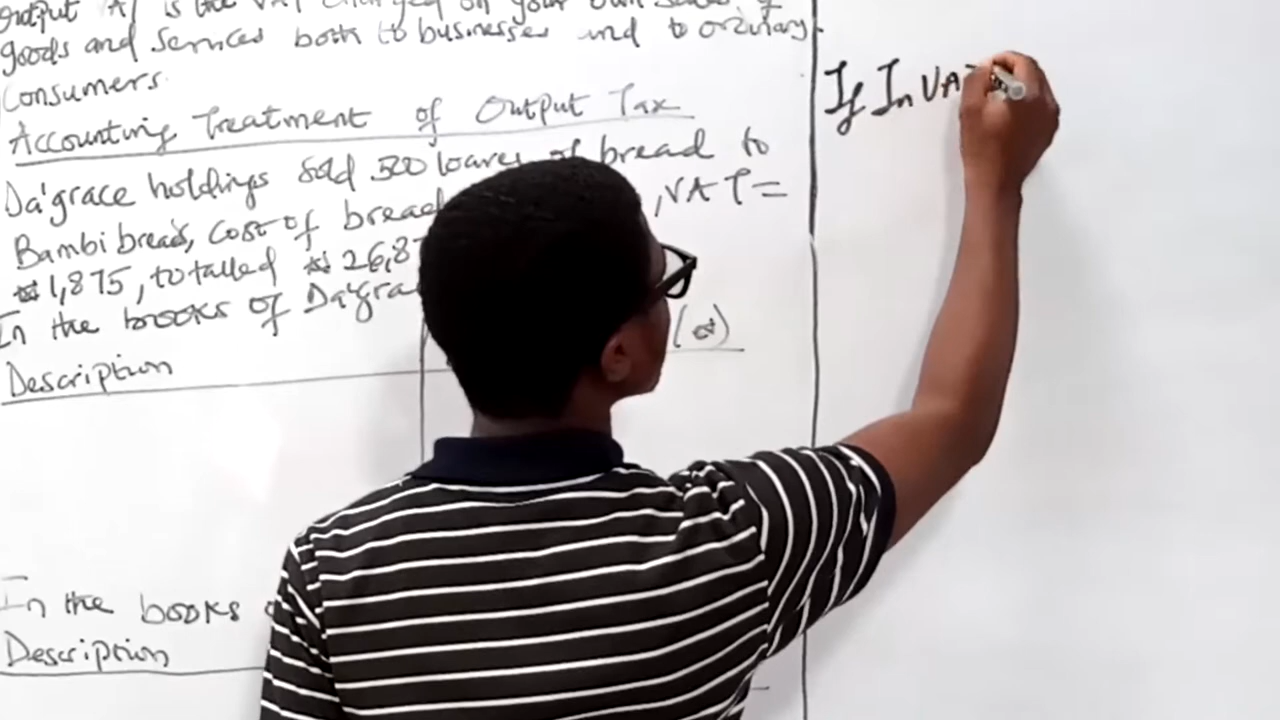 output VAT is the VAT charged on your own sales of
goods and services both to businesses and to ordinary
consumers.
Accounting Treatment of Output Tax
Da'grace holdings sold 500 loaves of bread to
Bambi bread, cost of bread , VAT =
₦1,875, totalled ₦26,87
In the books of Da'grac
Description
In the books
Description
If In VAT